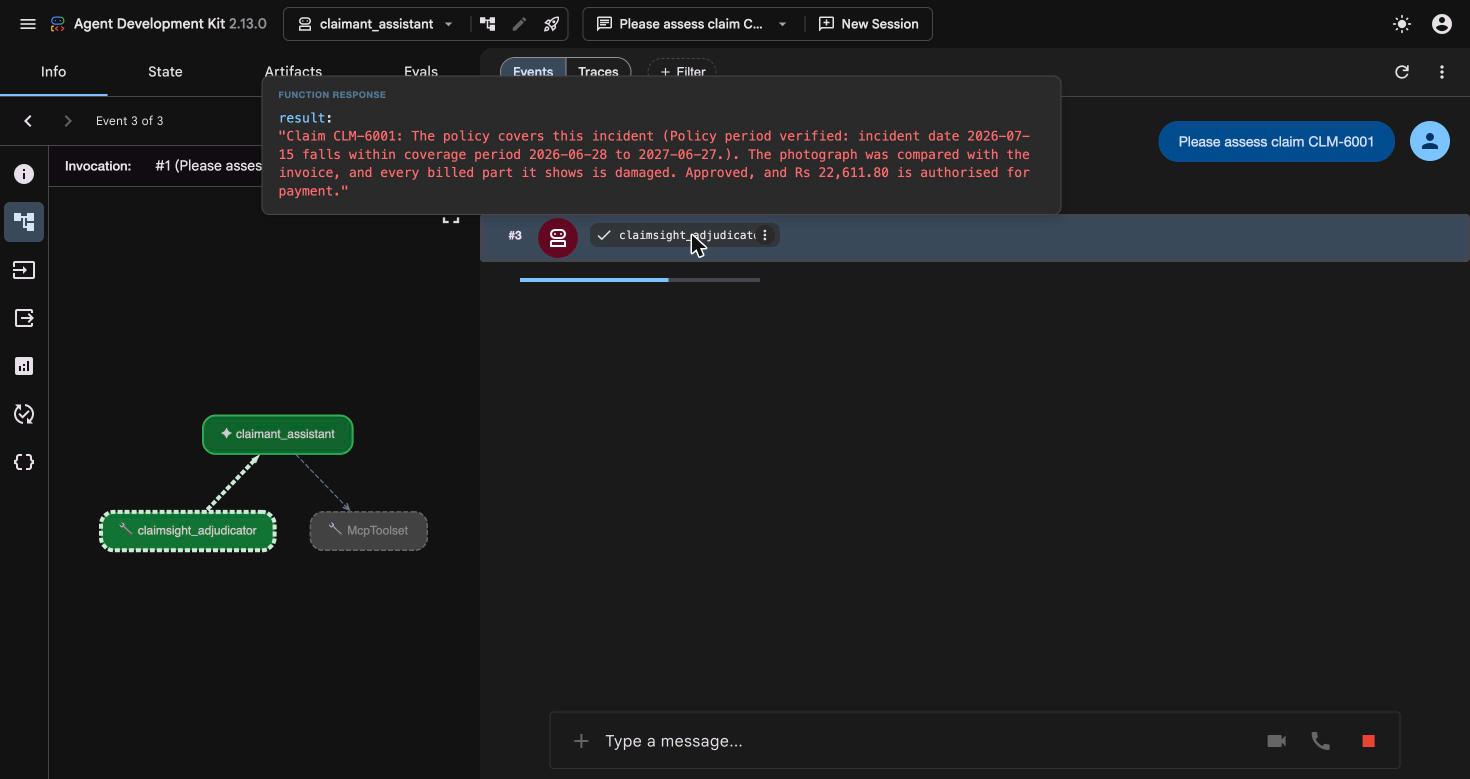 Agent Development Kit 2.13.0
claimant_assistant
Please assess claim C...
New Session
Info
State
Artifacts
Evals
Events
Traces
+ Filter
Event 3 of 3
Invocation:
#1 (Please asses
FUNCTION RESPONSE
result:
"Claim CLM-6001: The policy covers this incident (Policy period verified: incident date 2026-07-
15 falls within coverage period 2026-06-28 to 2027-06-27.). The photograph was compared with the
invoice, and every billed part it shows is damaged. Approved, and Rs 22,611.80 is authorised for
payment."
Please assess claim CLM-6001
#3
claimsight_adjudicat
claimant_assistant
claimsight_adjudicator
McpToolset
Type a message...